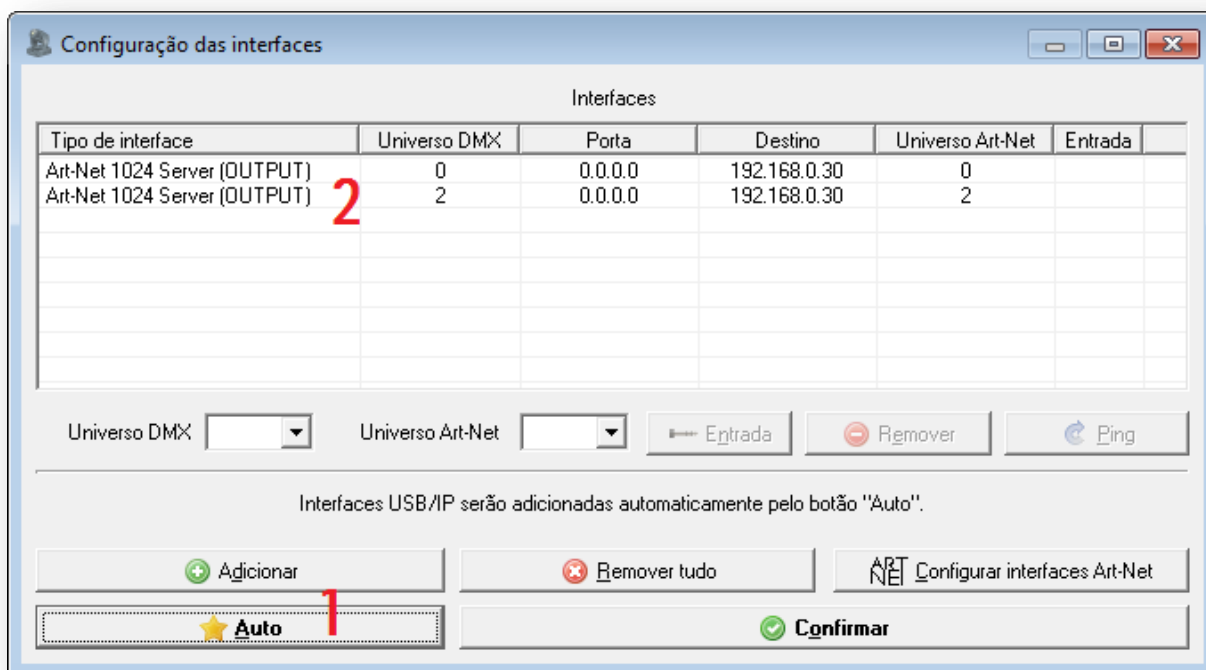 Configuração das interfaces
Interfaces
Tipo de interface Universo DMX Porta Destino Universo Art-Net Entrada
Art-Net 1024 Server (OUTPUT) 0 0.0.0.0 192.168.0.30 0
Art-Net 1024 Server (OUTPUT) 2 0.0.0.0 192.168.0.30 2
2
Universo DMX Universo Art-Net Entrada Remover Ping
Interfaces USB/IP serão adicionadas automaticamente pelo botão "Auto".
Adicionar Remover tudo ART NET Configurar interfaces Art-Net
1
Auto Confirmar